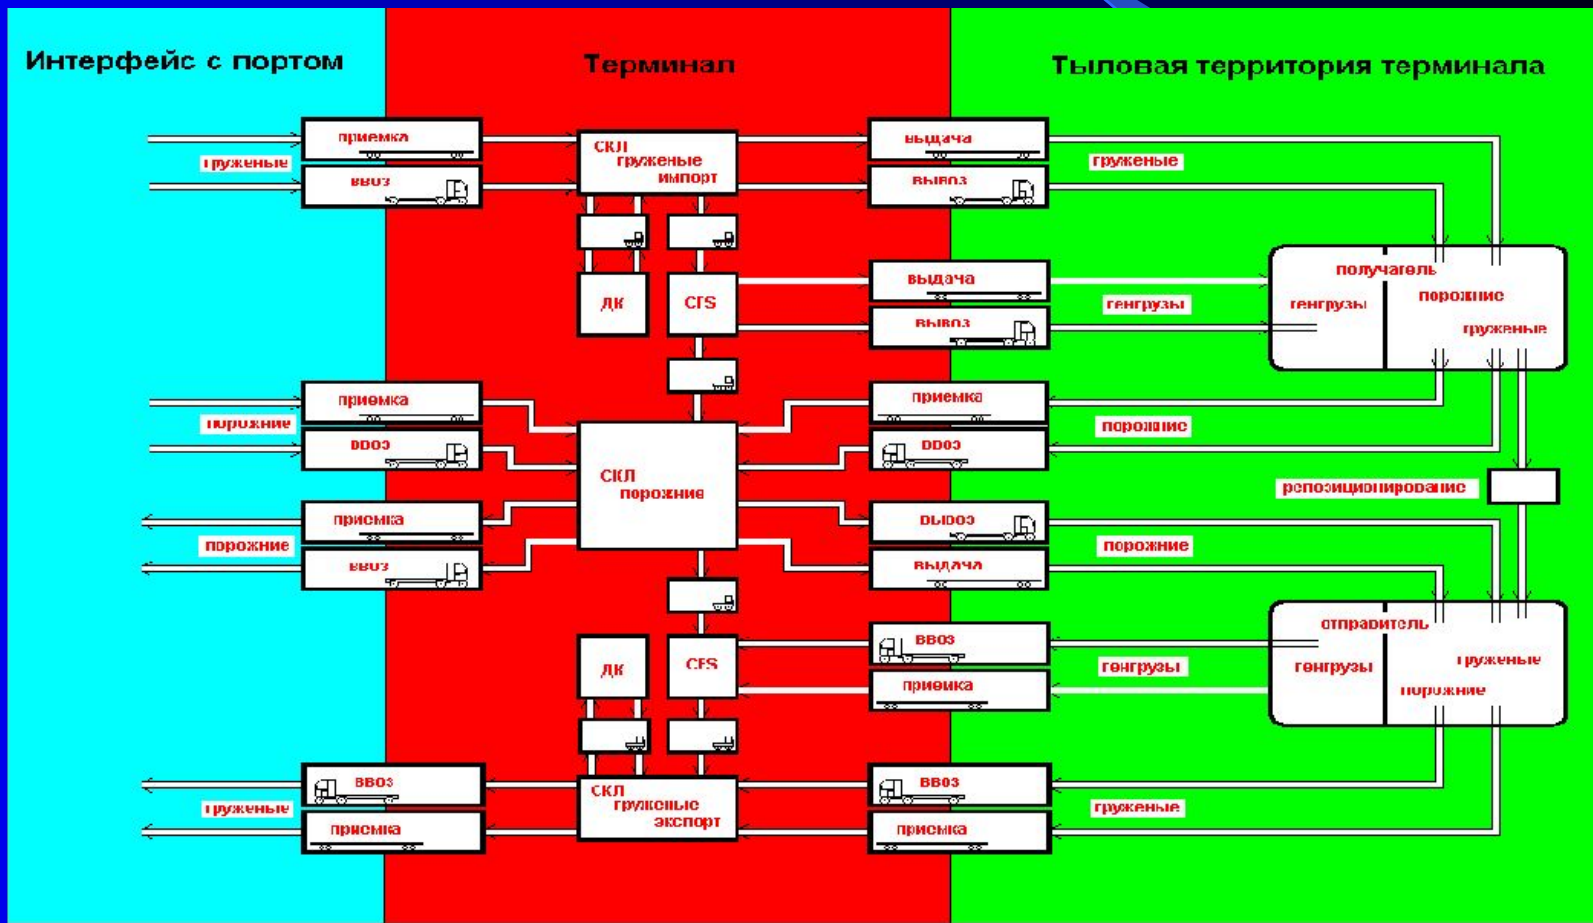 Интерфейс с портом
Терминал
Тыловая территория терминала
приемка
груженые
ввоз
СКЛ
груженые
импорт
выдача
вывоз
груженые
ДК
CFS
выдача
генгрузы
вывоз
получатель
генгрузы
порожние
груженые
приемка
порожние
ввоз
СКЛ
порожние
приемка
ввоз
порожние
репозиционирование
приемка
порожние
ввоз
вывоз
порожние
выдача
ДК
CFS
ввоз
генгрузы
приемка
отправитель
генгрузы
груженые
порожние
ввоз
груженые
приемка
СКЛ
груженые
экспорт
ввоз
груженые
приемка